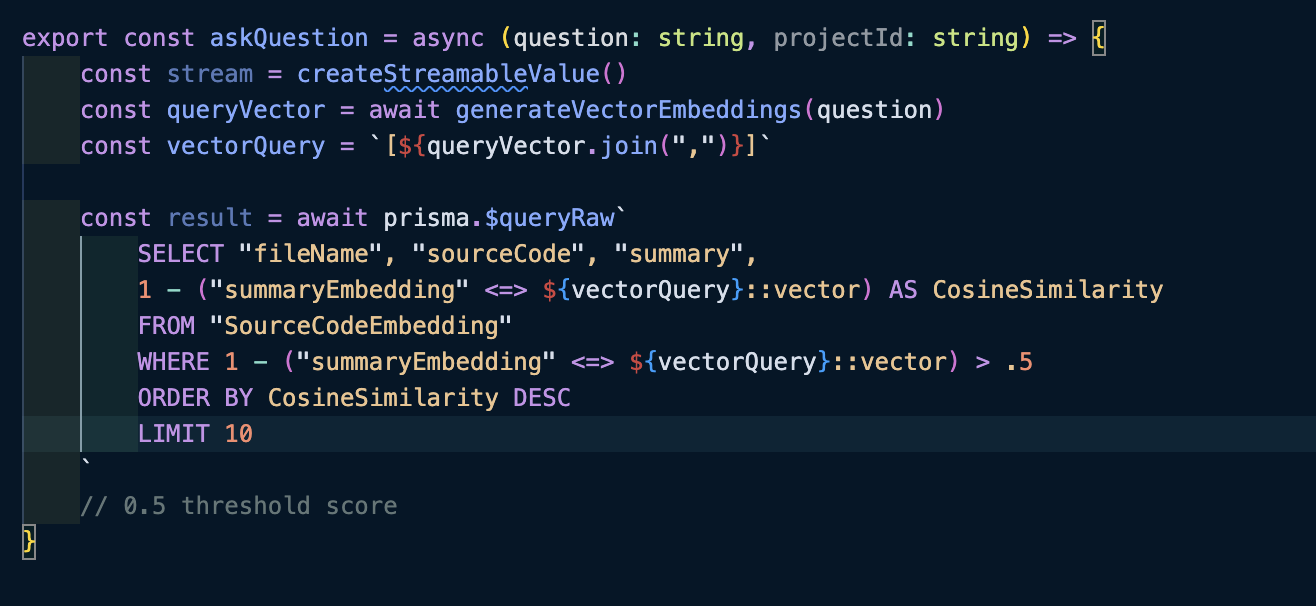 export const askQuestion = async (question: string, projectId: string) => {
const stream = createStreamableValue()
const queryVector = await generateVectorEmbeddings(question)
const vectorQuery = `[${queryVector.join(",")}]`
const result = await prisma.$queryRaw`
SELECT "fileName", "sourceCode", "summary",
1 - ("summaryEmbedding" <=> ${vectorQuery}::vector) AS CosineSimilarity
FROM "SourceCodeEmbedding"
WHERE 1 - ("summaryEmbedding" <=> ${vectorQuery}::vector) > .5
ORDER BY CosineSimilarity DESC
LIMIT 10
`
// 0.5 threshold score
}